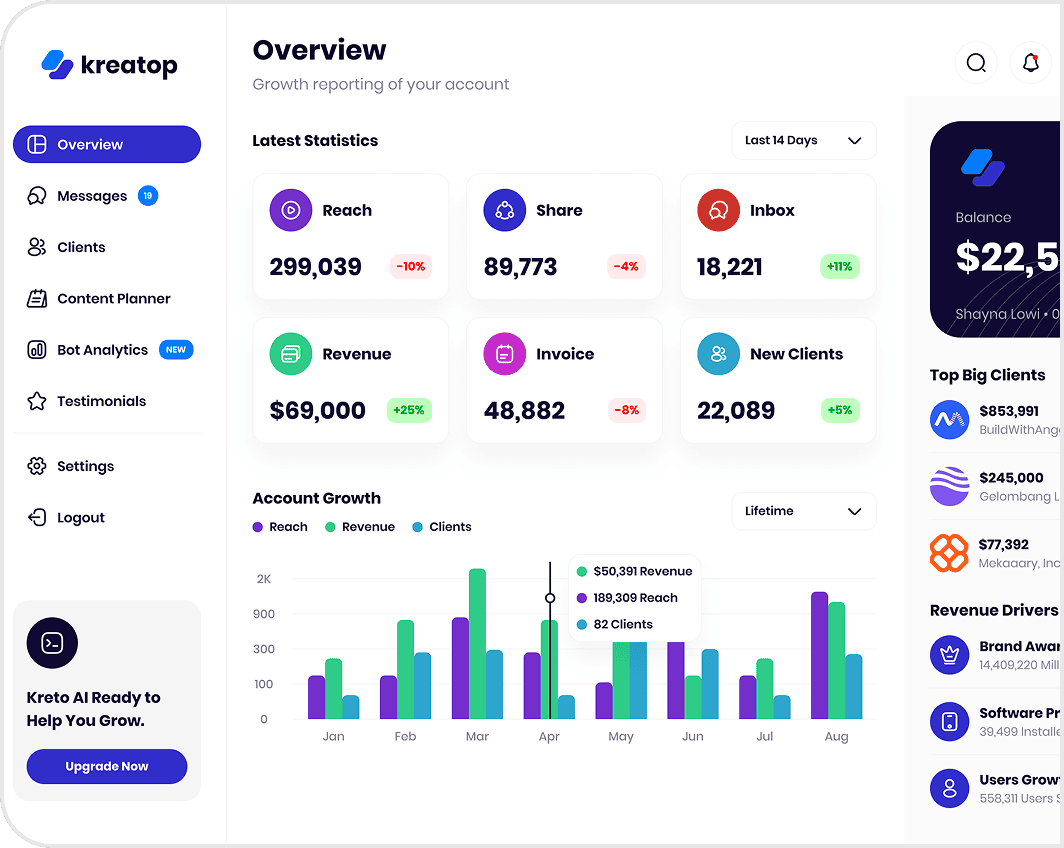 kreatop
Overview
Messages 19
Clients
Content Planner
Bot Analytics NEW
Testimonials
Settings
Logout
Kreto AI Ready to
Help You Grow.
Upgrade Now
Overview
Growth reporting of your account
Latest Statistics
Last 14 Days
Reach
299,039 -10%
Share
89,773 -4%
Inbox
18,221 +11%
Revenue
$69,000 +25%
Invoice
48,882 -8%
New Clients
22,089 +5%
Account Growth
Lifetime
Reach Revenue Clients
2K
900
300
100
0
$50,391 Revenue
189,309 Reach
82 Clients
Jan Feb Mar Apr May Jun Jul Aug
Balance
$22,5
Shayna Lowi • 0
Top Big Clients
$853,991
BuildWithAnge
$245,000
Gelombang L
$77,392
Mekaaary, Inc
Revenue Drivers
Brand Awar
14,409,220 Mill
Software Pr
39,499 Installe
Users Grow
558,311 Users S